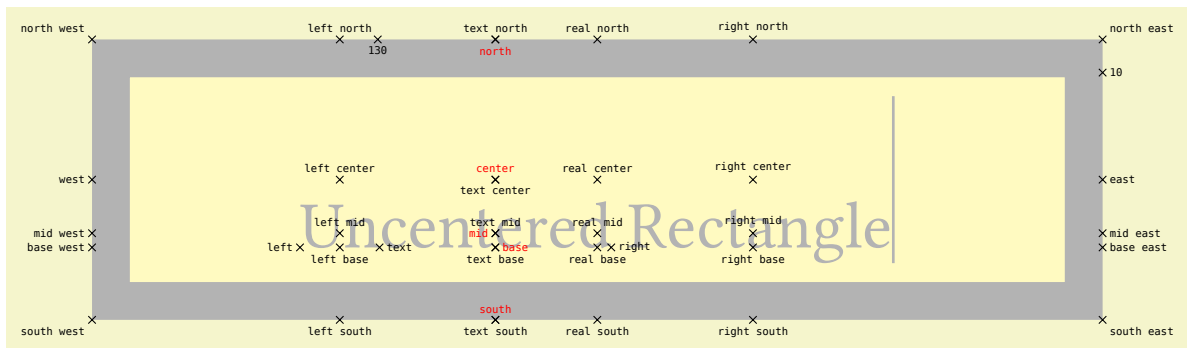 north west left north text north real north right north north east
130 north
10
left center center real center right center
west text center east
left mid text mid real mid right mid
Uncentered Rectangle
mid west mid mid east
base west left text base right base east
left base text base real base right base
south
south west left south text south real south right south south east